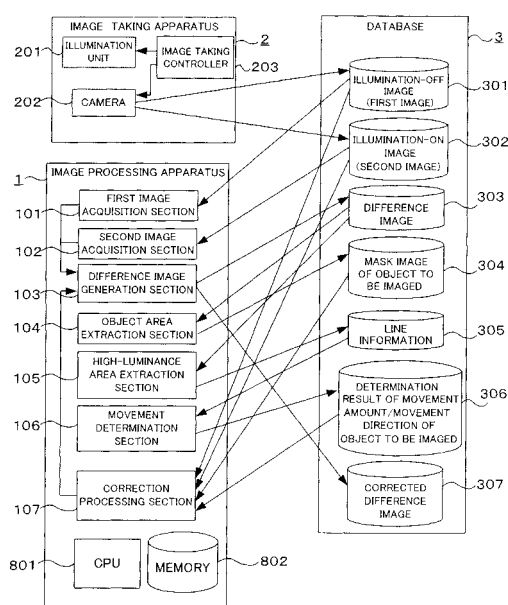 IMAGE TAKING APPARATUS
2
201
ILLUMINATION
UNIT
IMAGE TAKING
CONTROLLER
203
202
CAMERA
1
IMAGE PROCESSING APPARATUS
FIRST IMAGE
ACQUISITION SECTION
101
SECOND IMAGE
ACQUISITION SECTION
102
DIFFERENCE IMAGE
GENERATION SECTION
103
OBJECT AREA
EXTRACTION SECTION
104
HIGH-LUMINANCE
AREA EXTRACTION
SECTION
105
MOVEMENT
DETERMINATION
SECTION
106
CORRECTION
PROCESSING SECTION
107
801
CPU
MEMORY
802
DATABASE
3
ILLUMINATION-OFF
IMAGE
(FIRST IMAGE)
301
ILLUMINATION-ON
IMAGE
(SECOND IMAGE)
302
DIFFERENCE
IMAGE
303
MASK IMAGE
OF OBJECT TO
BE IMAGED
304
LINE
INFORMATION
305
DETERMINATION
RESULT OF MOVEMENT
AMOUNT/MOVEMENT
DIRECTION OF
OBJECT TO BE IMAGED
306
CORRECTED
DIFFERENCE
IMAGE
307